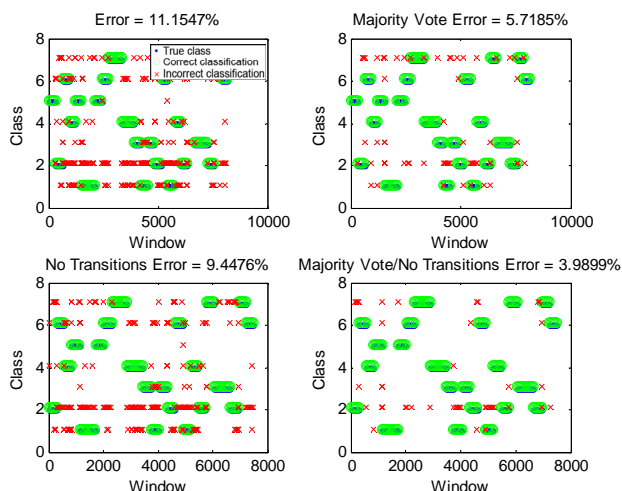 Error = 11.1547%
Majority Vote Error = 5.7185%
8
6
4
2
0
Class
True class
Correct classification
Incorrect classification
0 5000 10000
Window
8
6
4
2
0
Class
0 5000 10000
Window
No Transitions Error = 9.4476%
Majority Vote/No Transitions Error = 3.9899%
8
6
4
2
0
Class
0 2000 4000 6000 8000
Window
8
6
4
2
0
Class
0 2000 4000 6000 8000
Window